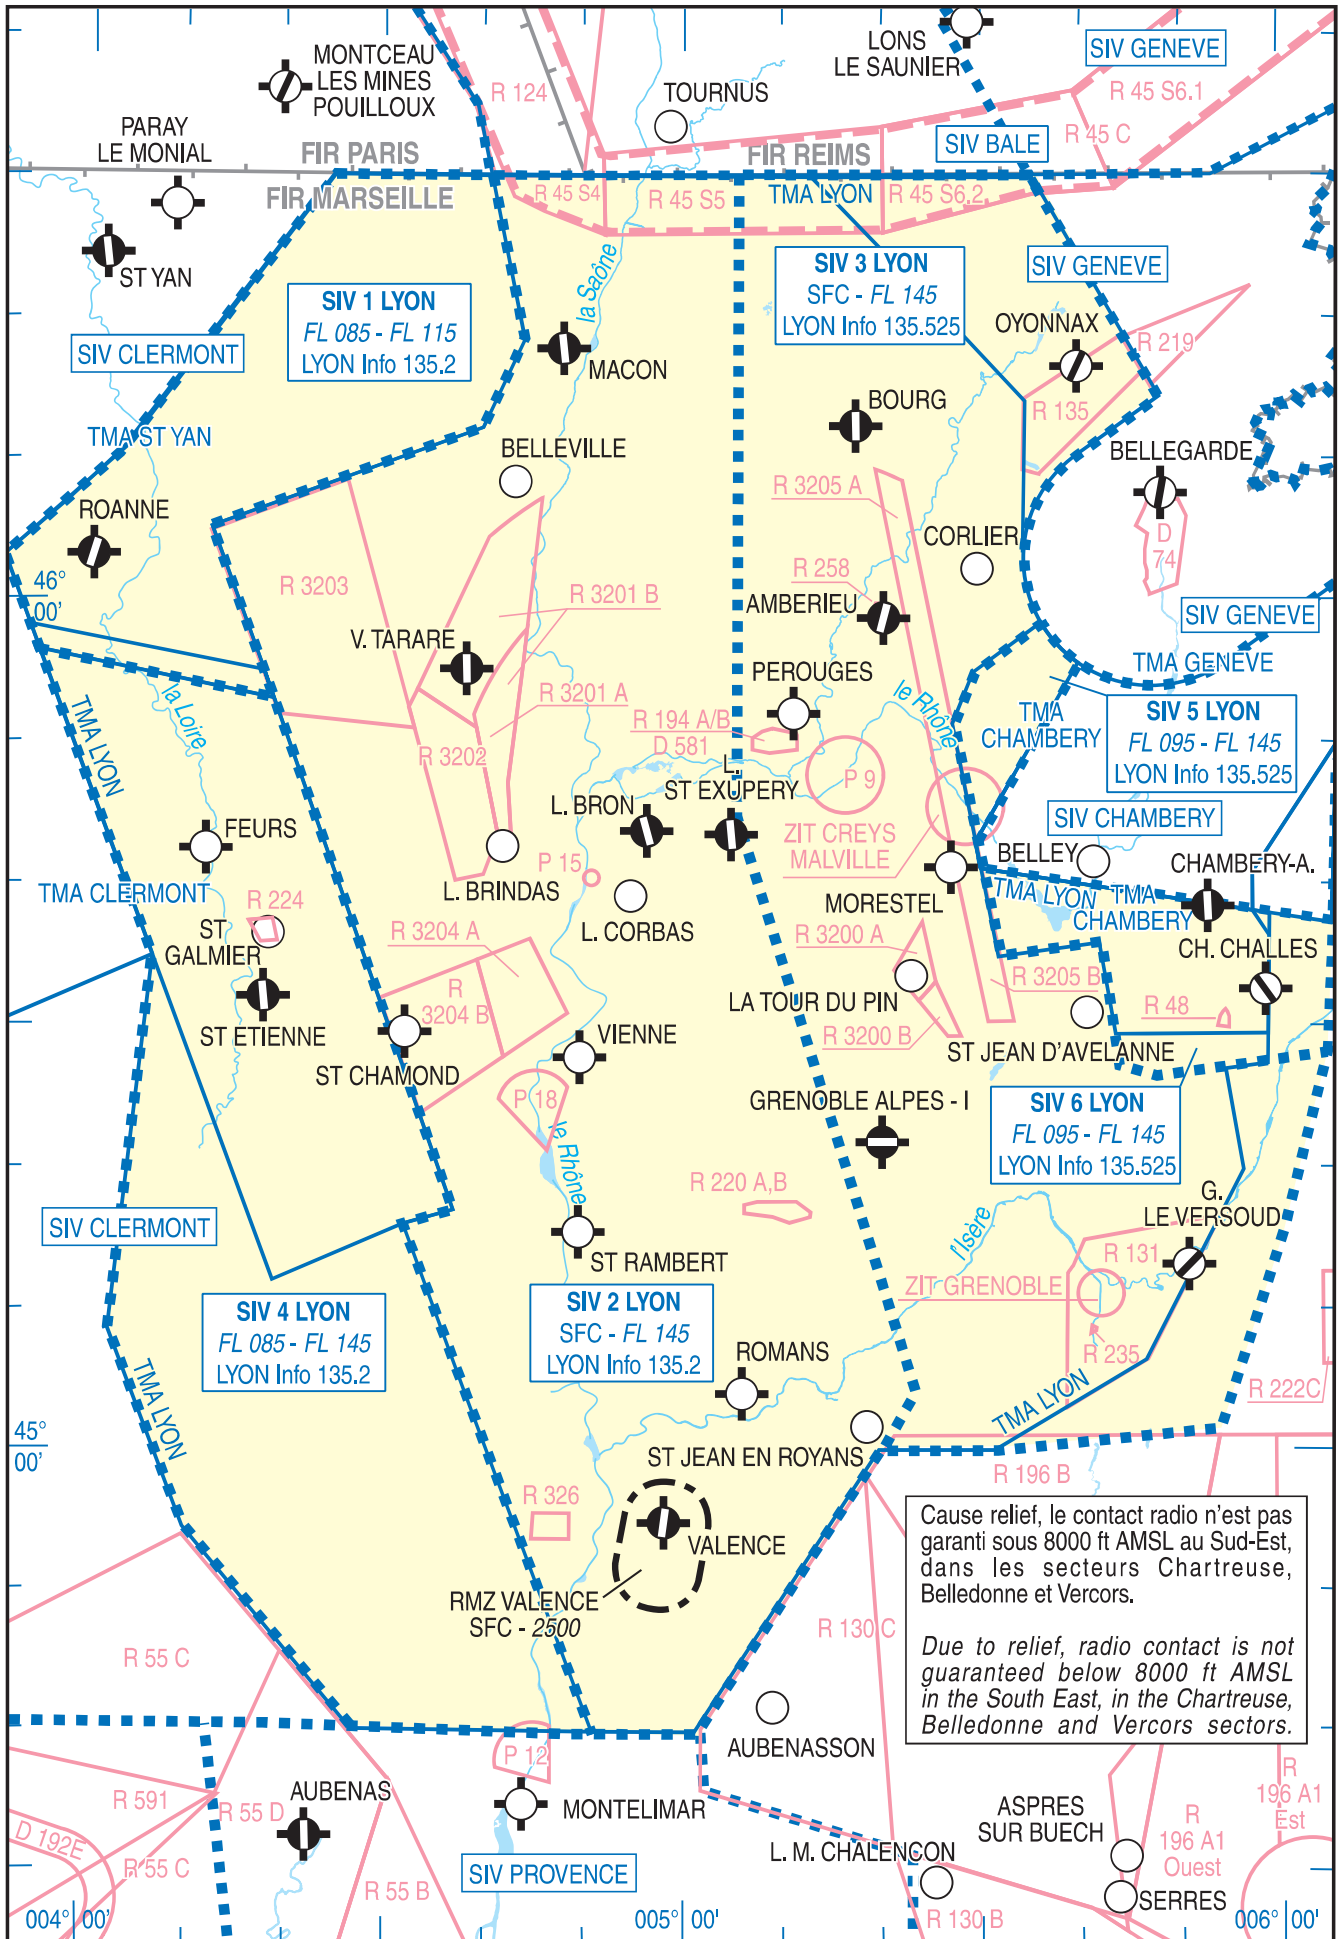 MONTCEAU
LES MINES
POUILLOUX
LONS
LE SAUNIER
SIV GENEVE
R 124
TOURNUS
R 45 S6.1
PARAY
LE MONIAL
R 45 C
FIR PARIS
FIR REIMS
SIV BALE
FIR MARSEILLE
R 45 S4
R 45 S5
TMA LYON
R 45 S6.2
ST YAN
la Saône
SIV 1 LYON
FL 085 - FL 115
LYON Info 135.2
SIV 3 LYON
SFC - FL 145
LYON Info 135.525
SIV GENEVE
OYONNAX
R 219
SIV CLERMONT
MACON
R 135
BOURG
TMA ST YAN
BELLEVILLE
BELLEGARDE
R 3205 A
ROANNE
CORLIER
D
74
46°
00'
R 3203
R 3201 B
R 258
AMBERIEU
SIV GENEVE
V. TARARE
TMA GENEVE
PEROUGES
la Loire
R 3201 A
le Rhône
TMA LYON
R 194 A/B
D 581
TMA
CHAMBERY
SIV 5 LYON
FL 095 - FL 145
LYON Info 135.525
R 3202
L.
ST EXUPERY
P 9
L. BRON
FEURS
ZIT CREYS
MALVILLE
SIV CHAMBERY
BELLEY
CHAMBERY-A.
P 15
L. BRINDAS
TMA CLERMONT
R 224
MORESTEL
TMA LYON
TMA
CHAMBERY
ST
GALMIER
L. CORBAS
R 3204 A
R 3200 A
CH. CHALLES
R
3204 B
LA TOUR DU PIN
R 3205 B
R 48
ST ETIENNE
VIENNE
R 3200 B
ST JEAN D'AVELANNE
ST CHAMOND
P 18
GRENOBLE ALPES - I
SIV 6 LYON
FL 095 - FL 145
LYON Info 135.525
le Rhône
R 220 A,B
G.
LE VERSOUD
SIV CLERMONT
l'Isère
ST RAMBERT
R 131
ZIT GRENOBLE
SIV 4 LYON
FL 085 - FL 145
LYON Info 135.2
SIV 2 LYON
SFC - FL 145
LYON Info 135.2
ROMANS
R 235
R 222C
TMA LYON
TMA LYON
45°
00'
ST JEAN EN ROYANS
R 196 B
R 326
VALENCE
Cause relief, le contact radio n'est pas
garanti sous 8000 ft AMSL au Sud-Est,
dans les secteurs Chartreuse,
Belledonne et Vercors.
Due to relief, radio contact is not
guaranteed below 8000 ft AMSL
in the South East, in the Chartreuse,
Belledonne and Vercors sectors.
RMZ VALENCE
SFC - 2500
R 130 C
R 55 C
AUBENASSON
P 12
R 591
R 55 D
AUBENAS
MONTELIMAR
ASPRES
SUR BUECH
R
196 A1
Est
R
196 A1
Ouest
D 192E
R 55 C
L. M. CHALENCON
SIV PROVENCE
R 55 B
SERRES
004° 00'
005° 00'
R 130 B
006° 00'